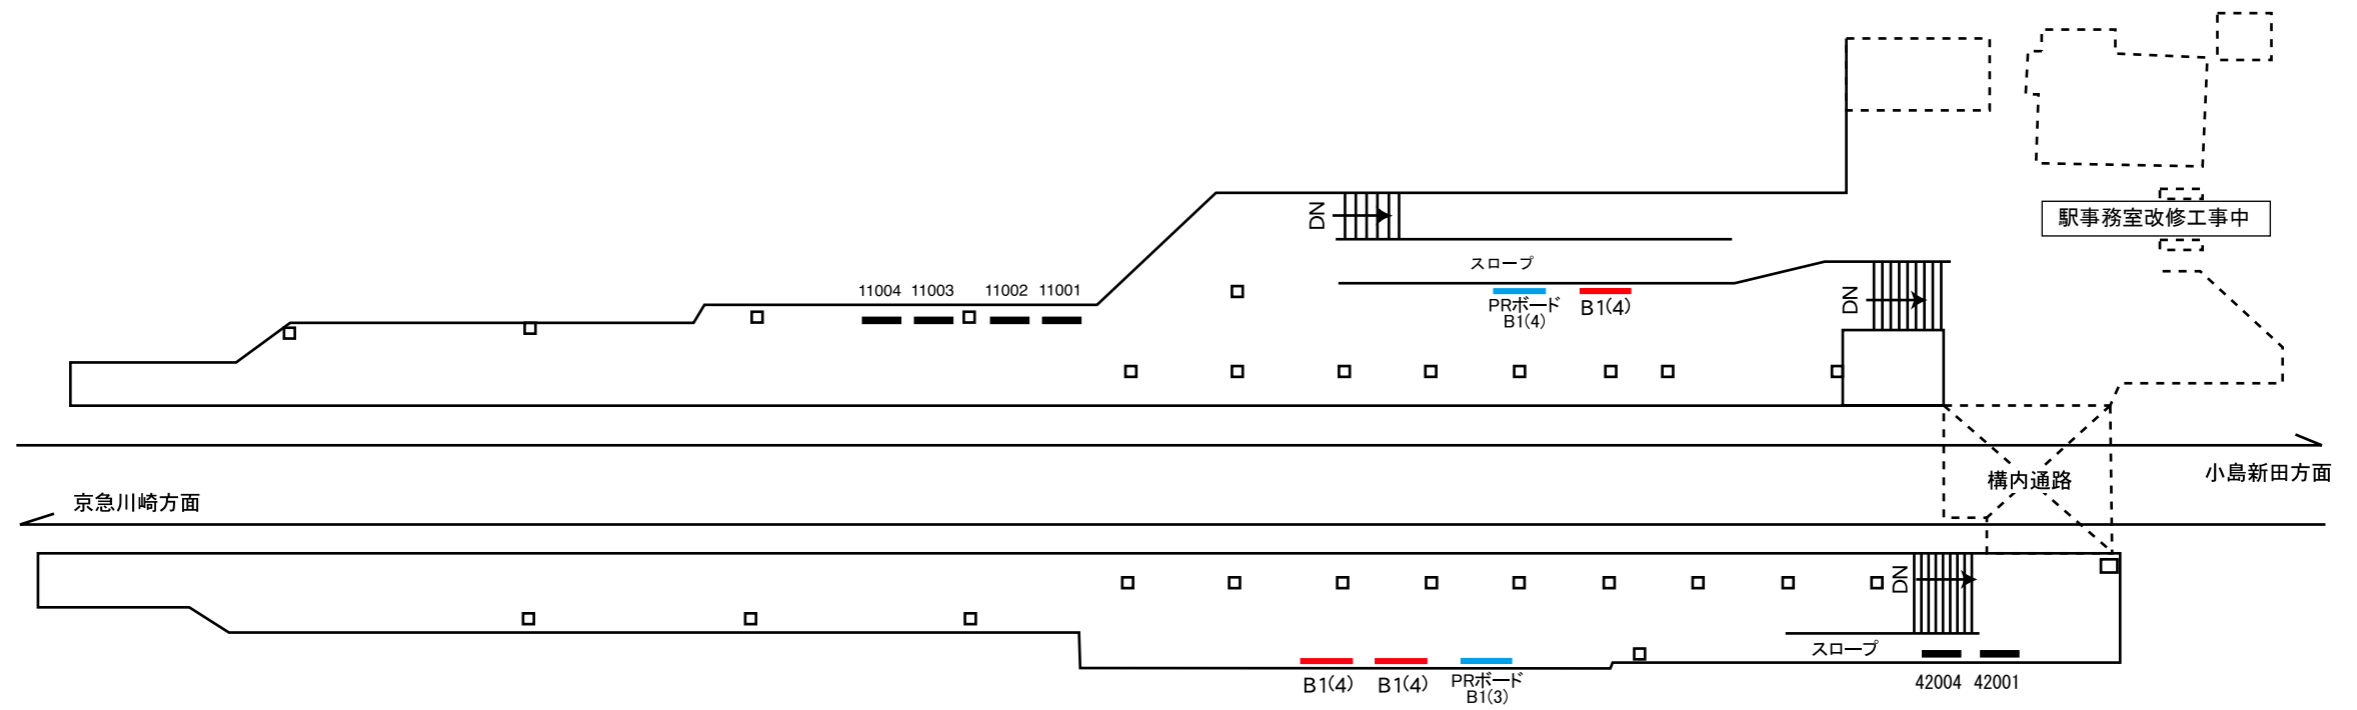 駅事務室改修工事中
DN
スロープ
11004 11003 11002 11001
DN
PRボード
B1(4)
B1(4)
小島新田方面
構内通路
京急川崎方面
DN
スロープ
B1(4)
B1(4)
PRボード
B1(3)
42004 42001